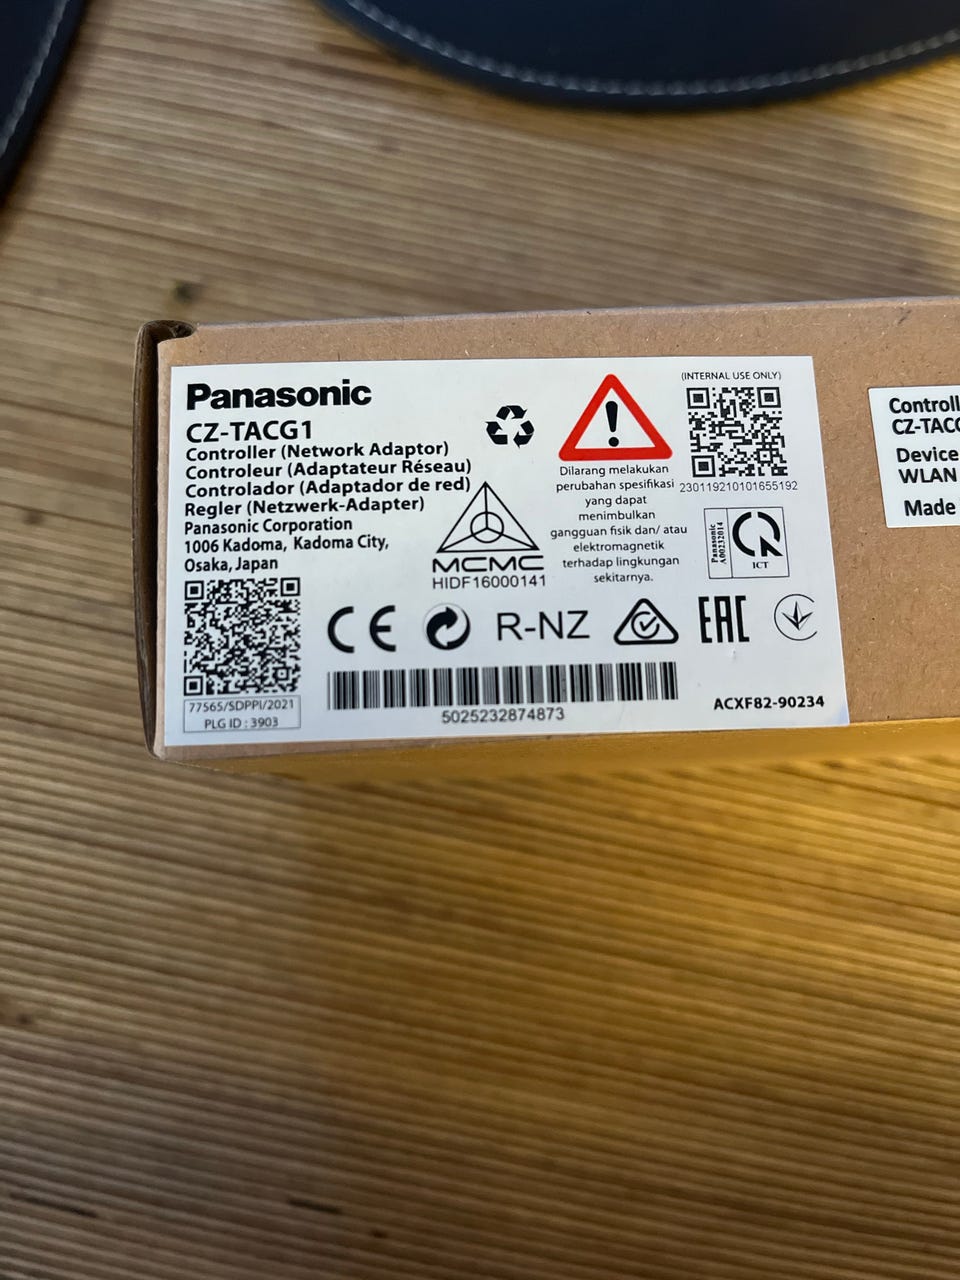 Panasonic
CZ-TACG1
Controller (Network Adaptor)
Controleur (Adaptateur Réseau)
Controlador (Adaptador de red)
Regler (Netzwerk-Adapter)
Panasonic Corporation
1006 Kadoma, Kadoma City,
Osaka, Japan
77565/SDPPI/2021
PLG ID : 3903
MCMC
HIDF16000141
Dilarang melakukan
perubahan spesifikasi
yang dapat
menimbulkan
gangguan fisik dan/ atau
elektromagnetik
terhadap lingkungan
sekitarnya.
(INTERNAL USE ONLY)
230119210101655192
Panasonic
A00232014
ICT
CE
R-NZ
EAC
5025232874873
ACXF82-90234
Controll
CZ-TACG
Device
WLAN
Made